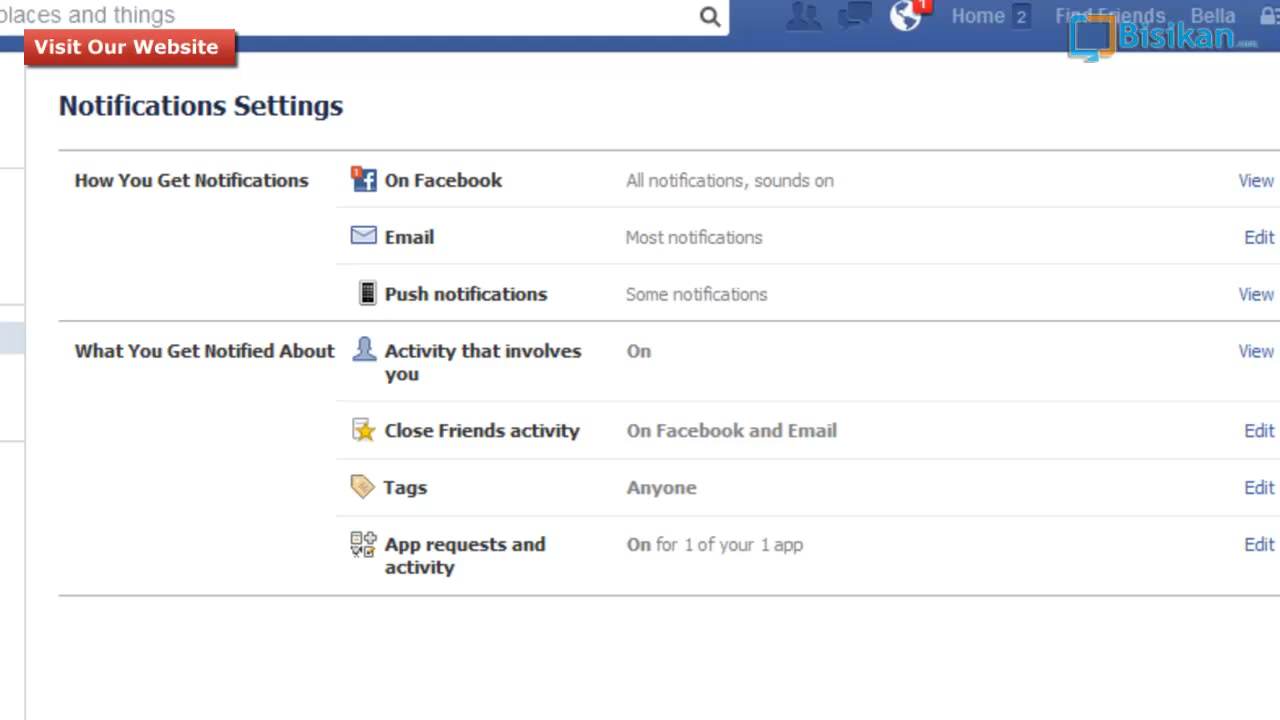 places and things
1
Home 2 Find Friends Bella
Visit Our Website
Bisikan.com
Notifications Settings
How You Get Notifications
1
On Facebook All notifications, sounds on View
Email Most notifications Edit
Push notifications Some notifications View
What You Get Notified About
Activity that involves you On View
Close Friends activity On Facebook and Email Edit
Tags Anyone Edit
App requests and activity On for 1 of your 1 app Edit